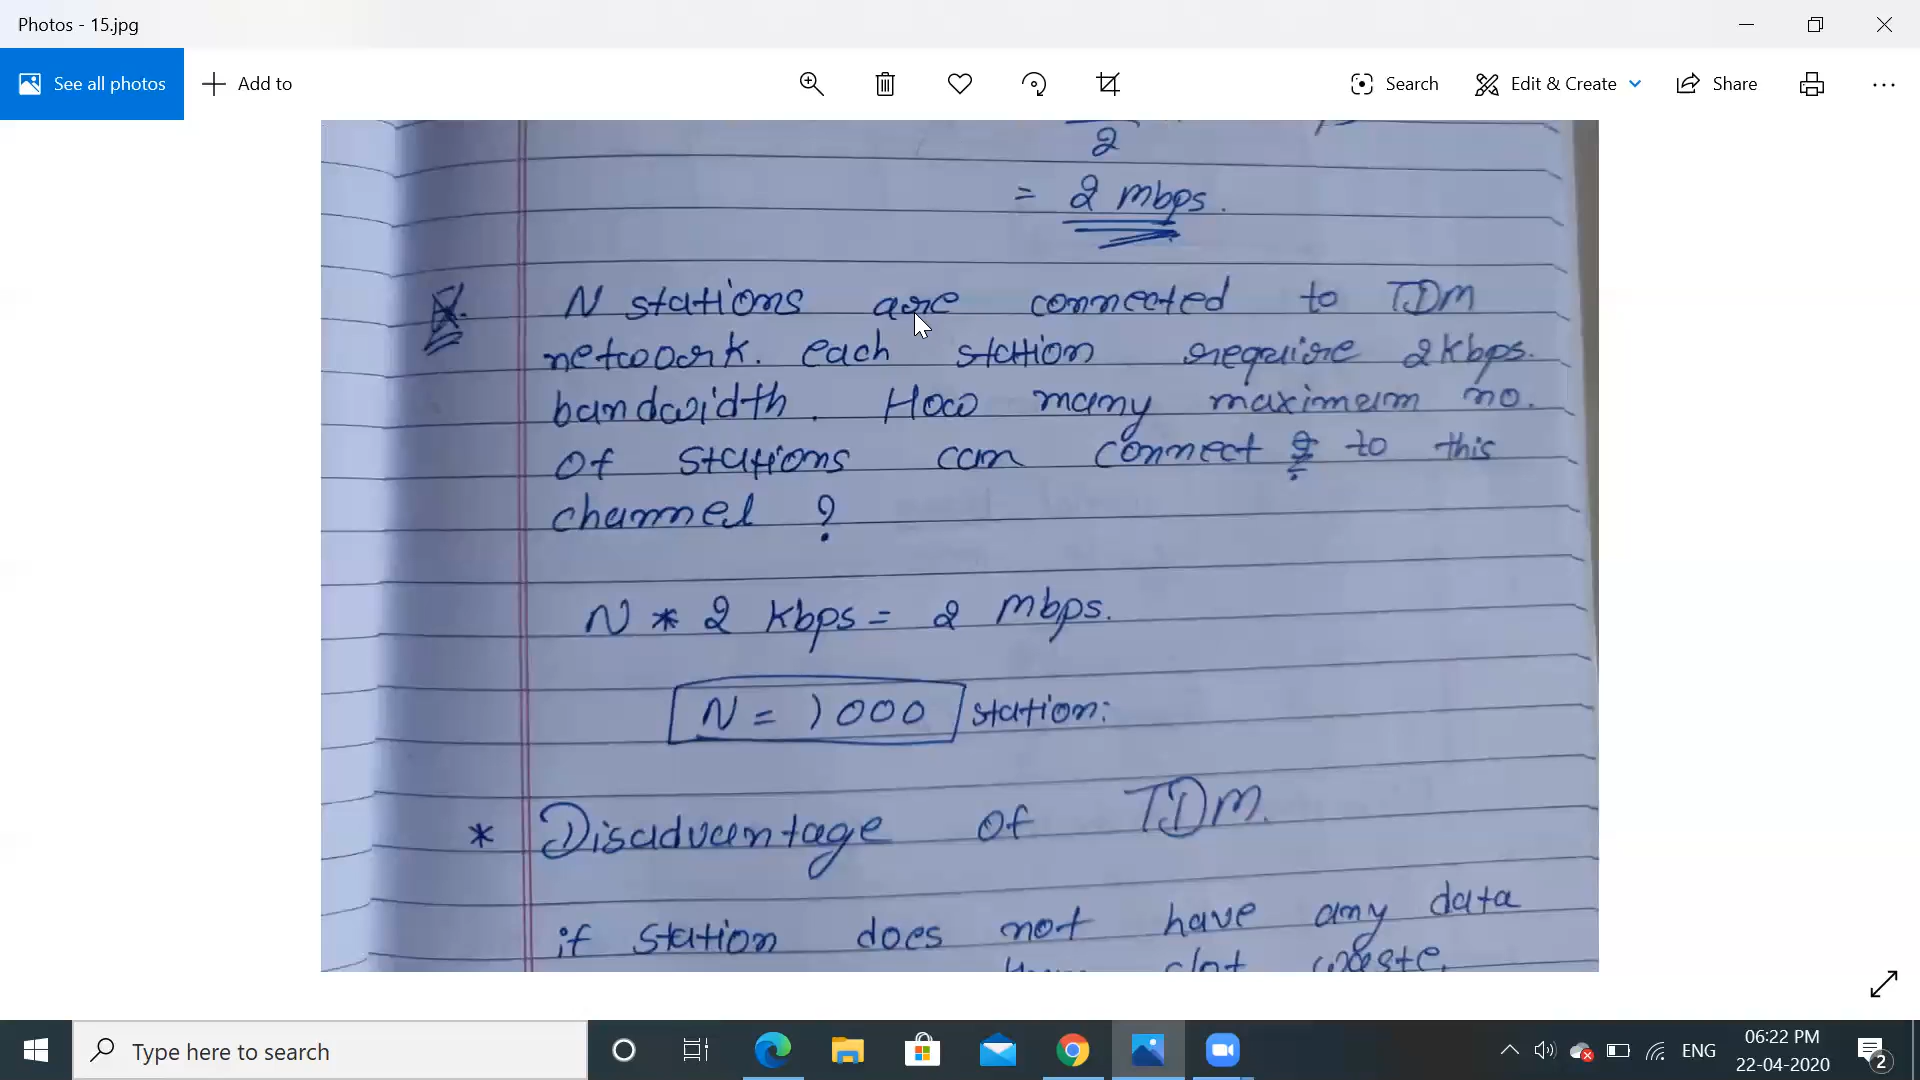 Photos - 15.jpg
See all photos
Add to
Search
Edit & Create
Share
2
= 2 mbps.
N stations are connected to TDM
network. each station require 2kbps.
bandwidth. How many maximum no.
of stations can connect to this
channel ?
N * 2 kbps = 2 mbps.
N = 1000 station:
* Disadvantage of TDM.
if station does not have any data
slot waste.
Type here to search
ENG
06:22 PM
22-04-2020
2